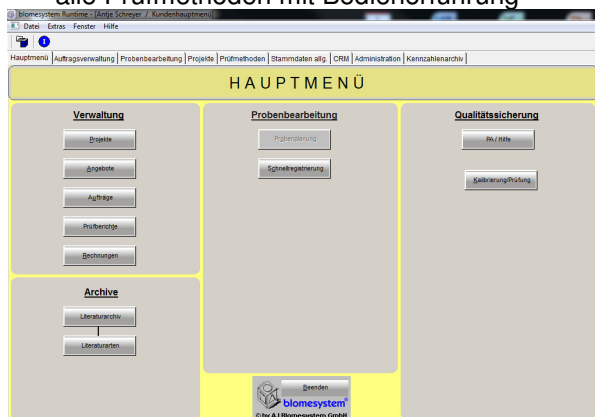 alle Prüfmethoden mit Bedienerführung
blomesystem Runtime - [Antje Schreyer / Kundenhauptmenü]
Datei Extras Fenster Hilfe
Hauptmenü Auftragsverwaltung Probenbearbeitung Projekte Prüfmethoden Stammdaten allg. CRM Administration Kennzahlenarchiv
HAUPTMENÜ
Verwaltung
Projekte
Angebote
Aufträge
Prüfberichte
Rechnungen
Archive
Literaturarchiv
Literaturarten
Probenbearbeitung
Probenplanung
Schnellregistrierung
Qualitätssicherung
PA / Hilfe
Kalibrierung/Prüfung
Beenden
blomesystem®
© by AJ Blomesystem GmbH